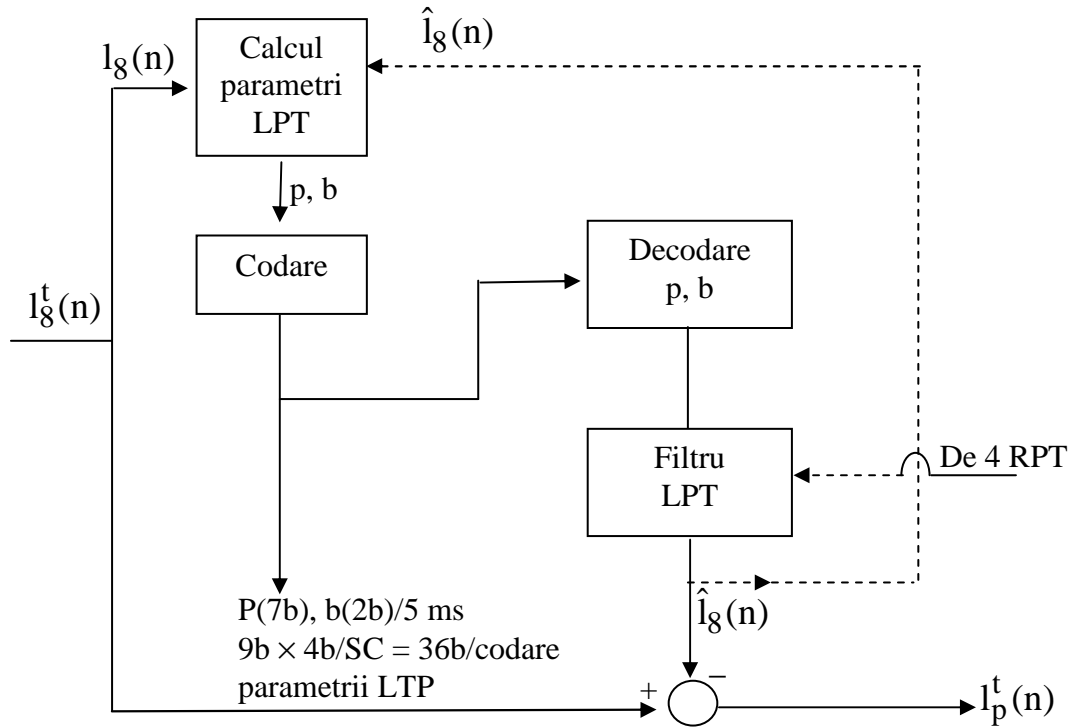 l₈(n)
Calcul
parametri
LPT
l̂₈(n)
p, b
Codare
Decodare
p, b
l₈ᵗ(n)
Filtru
LPT
De 4 RPT
P(7b), b(2b)/5 ms
9b × 4b/SC = 36b/codare
parametrii LTP
l̂₈(n)
+
−
lₚᵗ(n)